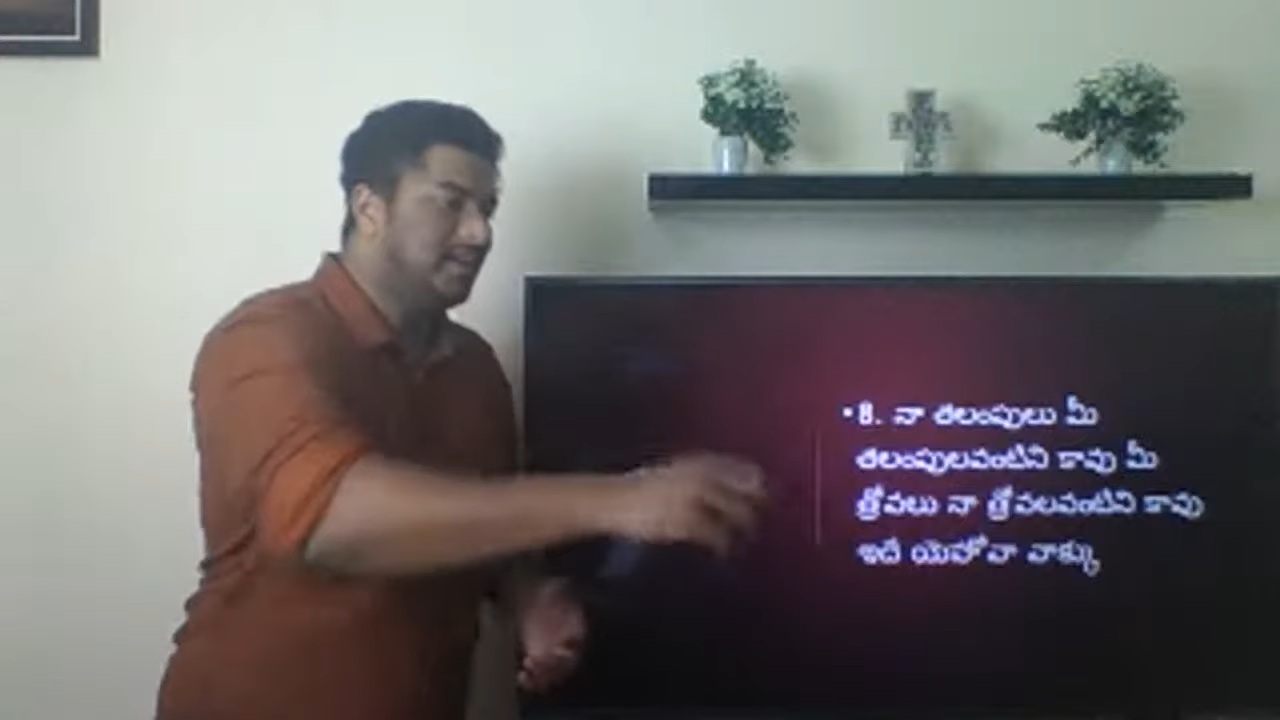 • 8. నా తలంపులు మీ
తలంపులవంటివి కావు మీ
త్రోవలు నా త్రోవలవంటివి కావు
ఇదే యెహోవా వాక్కు